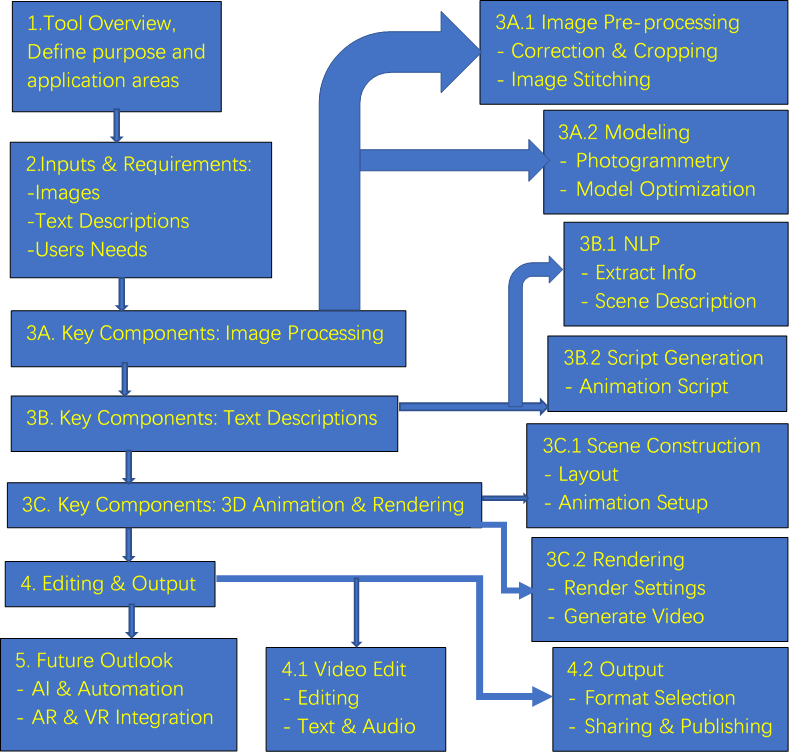 1.Tool Overview,
Define purpose and
application areas
2.Inputs & Requirements:
-Images
-Text Descriptions
-Users Needs
3A. Key Components: Image Processing
3A.1 Image Pre-processing
- Correction & Cropping
- Image Stitching
3A.2 Modeling
- Photogrammetry
- Model Optimization
3B. Key Components: Text Descriptions
3B.1 NLP
- Extract Info
- Scene Description
3B.2 Script Generation
- Animation Script
3C. Key Components: 3D Animation & Rendering
3C.1 Scene Construction
- Layout
- Animation Setup
3C.2 Rendering
- Render Settings
- Generate Video
4. Editing & Output
4.1 Video Edit
- Editing
- Text & Audio
4.2 Output
- Format Selection
- Sharing & Publishing
5. Future Outlook
- AI & Automation
- AR & VR Integration